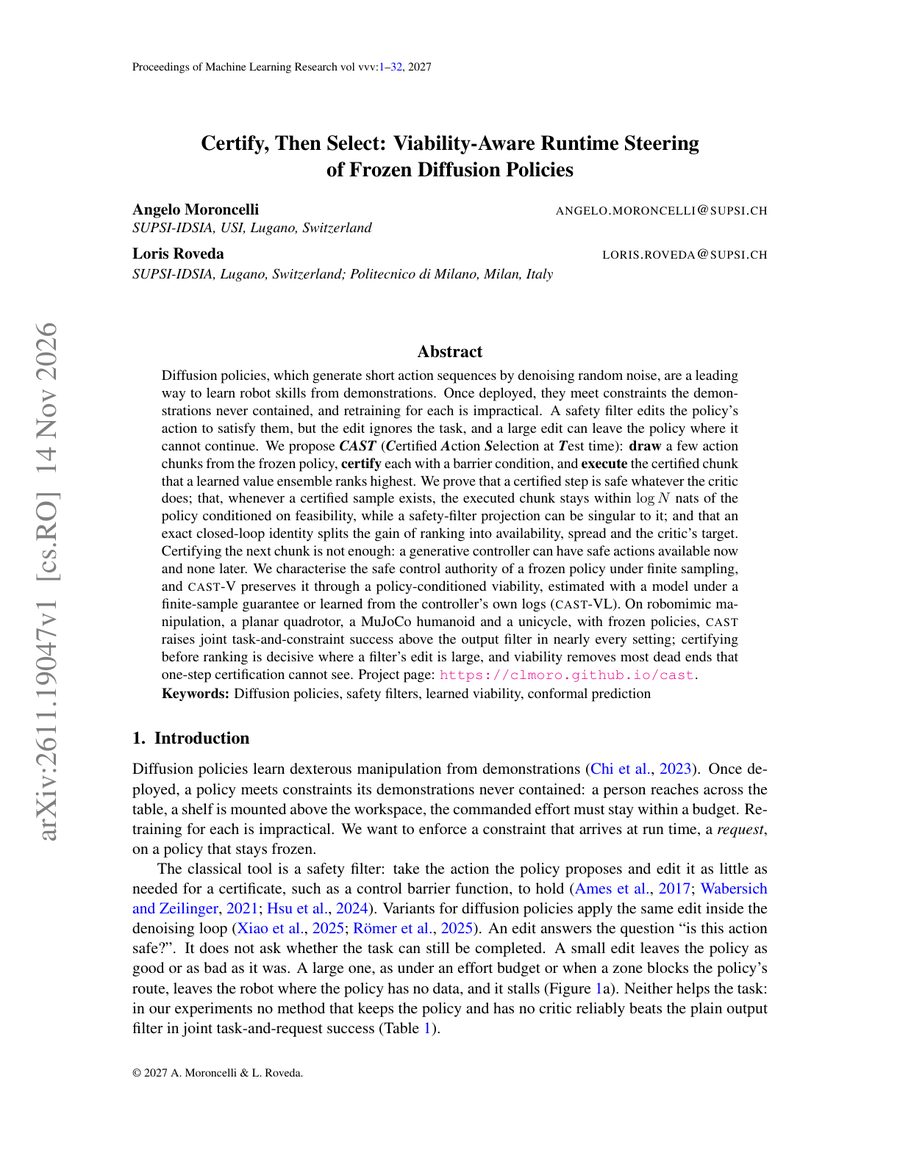 Proceedings of Machine Learning Research vol vvv:1–32, 2027
Certify, Then Select: Viability-Aware Runtime Steering
of Frozen Diffusion Policies
Angelo Moroncelli ANGELO.MORONCELLI@SUPSI.CH
SUPSI-IDSIA, USI, Lugano, Switzerland
Loris Roveda LORIS.ROVEDA@SUPSI.CH
SUPSI-IDSIA, Lugano, Switzerland; Politecnico di Milano, Milan, Italy
arXiv:2611.19047v1 [cs.RO] 14 Nov 2026
Abstract
Diffusion policies, which generate short action sequences by denoising random noise, are a leading
way to learn robot skills from demonstrations. Once deployed, they meet constraints the demon-
strations never contained, and retraining for each is impractical. A safety filter edits the policy's
action to satisfy them, but the edit ignores the task, and a large edit can leave the policy where it
cannot continue. We propose CAST (Certified Action Selection at Test time): draw a few action
chunks from the frozen policy, certify each with a barrier condition, and execute the certified chunk
that a learned value ensemble ranks highest. We prove that a certified step is safe whatever the critic
does; that, whenever a certified sample exists, the executed chunk stays within log N nats of the
policy conditioned on feasibility, while a safety-filter projection can be singular to it; and that an
exact closed-loop identity splits the gain of ranking into availability, spread and the critic's target.
Certifying the next chunk is not enough: a generative controller can have safe actions available now
and none later. We characterise the safe control authority of a frozen policy under finite sampling,
and CAST-V preserves it through a policy-conditioned viability, estimated with a model under a
finite-sample guarantee or learned from the controller's own logs (CAST-VL). On robomimic ma-
nipulation, a planar quadrotor, a MuJoCo humanoid and a unicycle, with frozen policies, CAST
raises joint task-and-constraint success above the output filter in nearly every setting; certifying
before ranking is decisive where a filter's edit is large, and viability removes most dead ends that
one-step certification cannot see. Project page: https://clmoro.github.io/cast.
Keywords: Diffusion policies, safety filters, learned viability, conformal prediction
1. Introduction
Diffusion policies learn dexterous manipulation from demonstrations (Chi et al., 2023). Once de-
ployed, a policy meets constraints its demonstrations never contained: a person reaches across the
table, a shelf is mounted above the workspace, the commanded effort must stay within a budget. Re-
training for each is impractical. We want to enforce a constraint that arrives at run time, a request,
on a policy that stays frozen.
The classical tool is a safety filter: take the action the policy proposes and edit it as little as
needed for a certificate, such as a control barrier function, to hold (Ames et al., 2017; Wabersich
and Zeilinger, 2021; Hsu et al., 2024). Variants for diffusion policies apply the same edit inside the
denoising loop (Xiao et al., 2025; Römer et al., 2025). An edit answers the question "is this action
safe?". It does not ask whether the task can still be completed. A small edit leaves the policy as
good or as bad as it was. A large one, as under an effort budget or when a zone blocks the policy's
route, leaves the robot where the policy has no data, and it stalls (Figure 1a). Neither helps the task:
in our experiments no method that keeps the policy and has no critic reliably beats the plain output
filter in joint task-and-request success (Table 1).
© 2027 A. Moroncelli & L. Roveda.